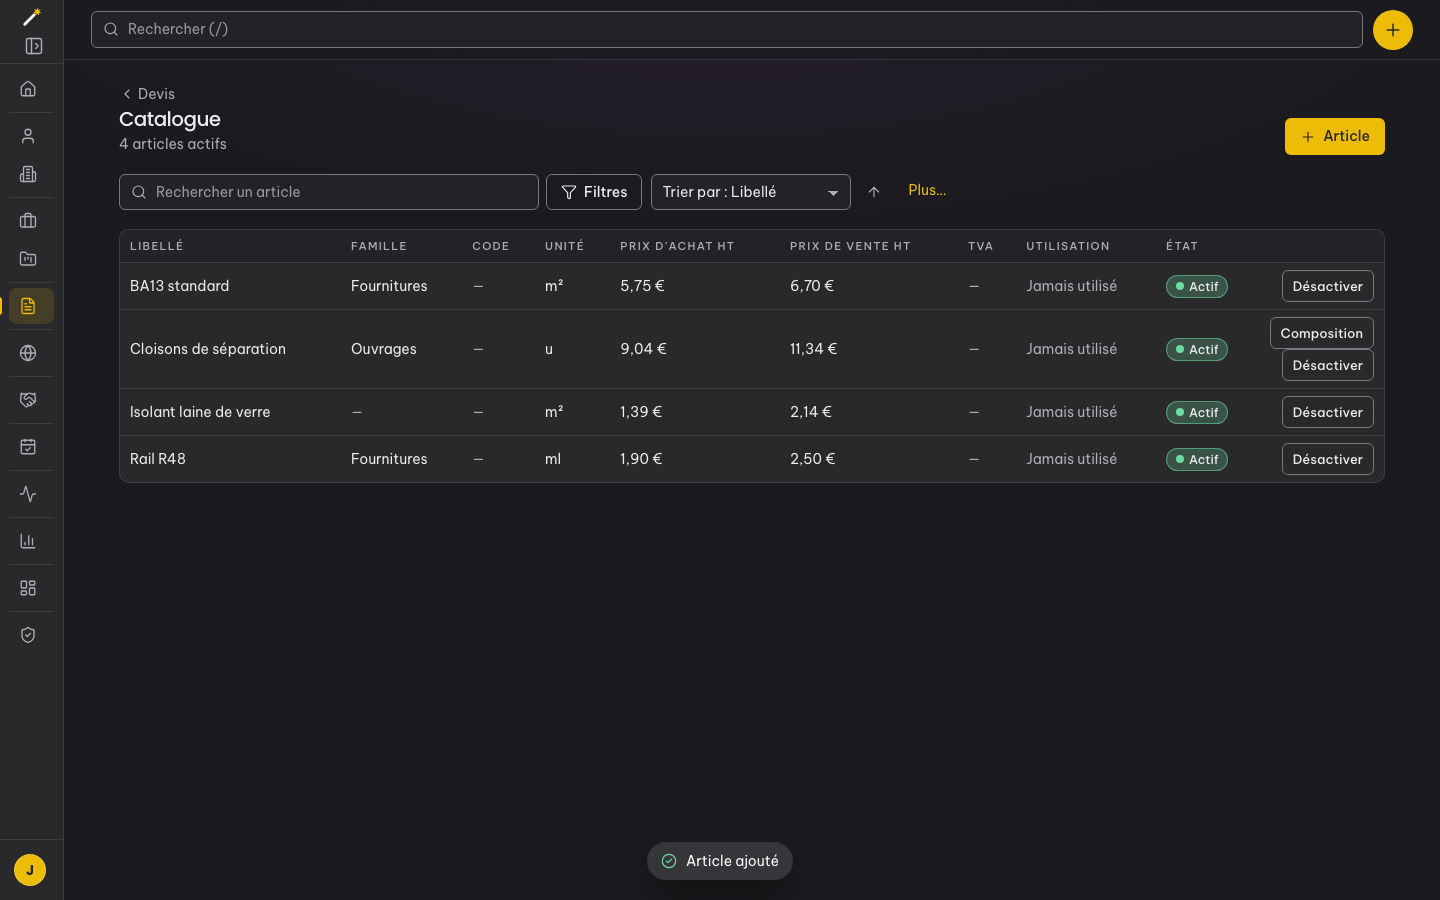 Rechercher (/)
Devis
Catalogue
4 articles actifs
Article
Rechercher un article
Filtres
Trier par : Libellé
Plus...
LIBELLÉ FAMILLE CODE UNITÉ PRIX D'ACHAT HT PRIX DE VENTE HT TVA UTILISATION ÉTAT
BA13 standard Fournitures — m² 5,75 € 6,70 € — Jamais utilisé Actif Désactiver
Cloisons de séparation Ouvrages — u 9,04 € 11,34 € — Jamais utilisé Actif Composition
Désactiver
Isolant laine de verre — — m² 1,39 € 2,14 € — Jamais utilisé Actif Désactiver
Rail R48 Fournitures — ml 1,90 € 2,50 € — Jamais utilisé Actif Désactiver
J
Article ajouté